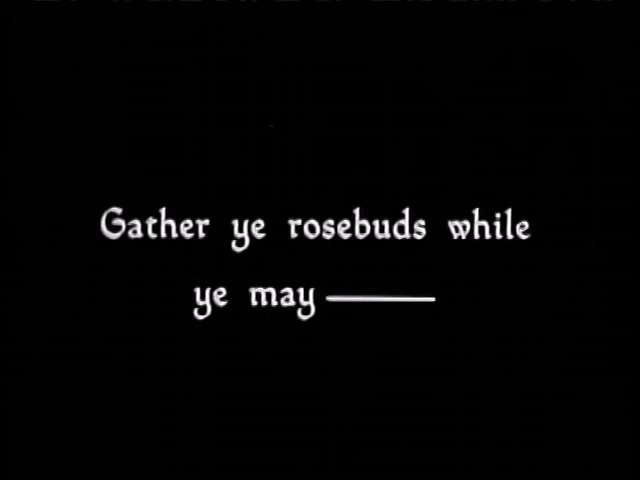 Gather ye rosebuds while
ye may——